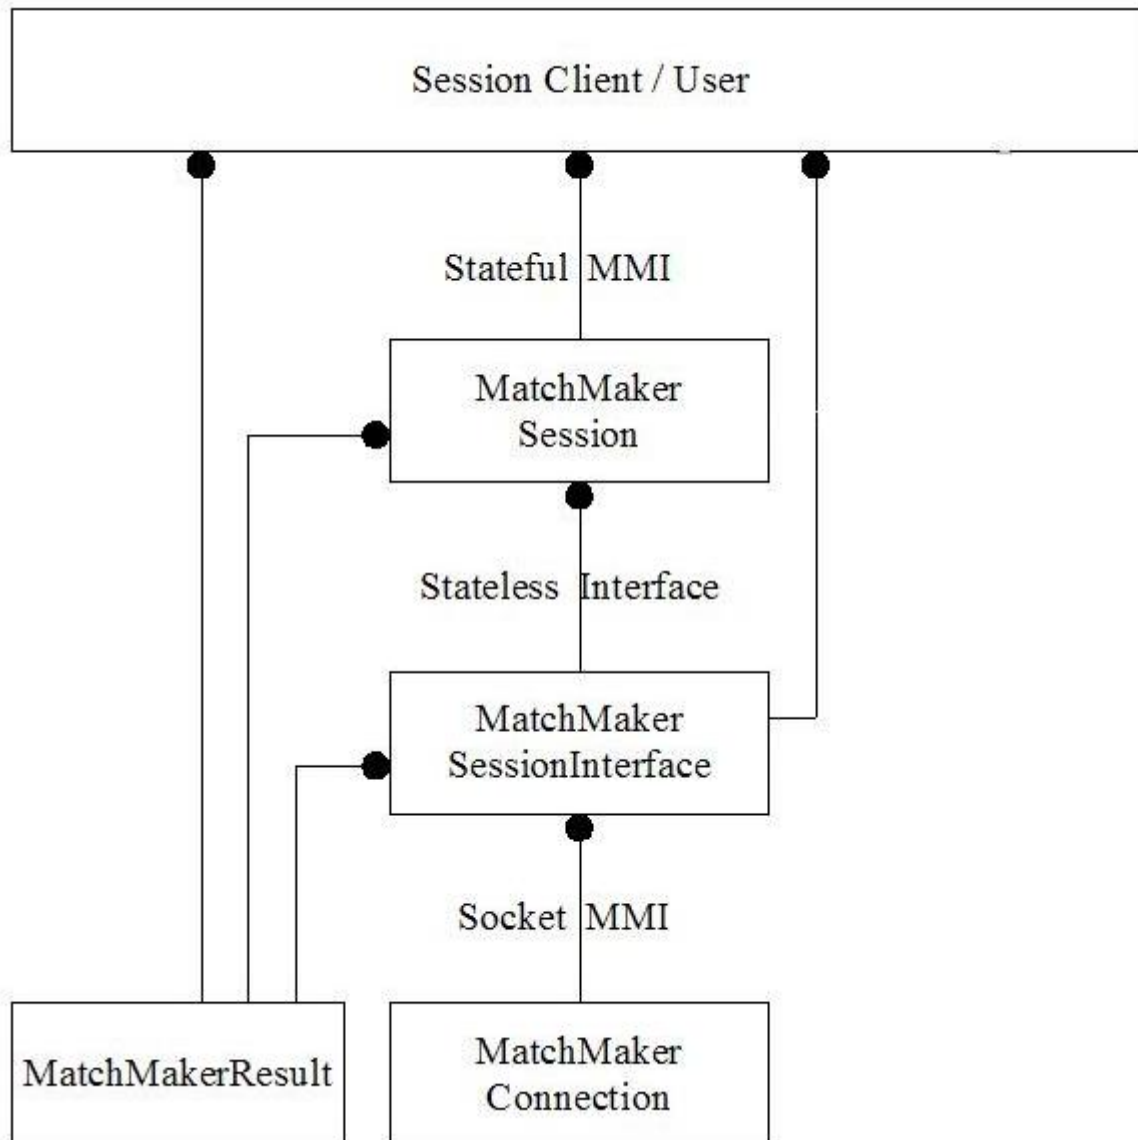 Session Client / User
Stateful MMI
MatchMaker
Session
Stateless Interface
MatchMaker
SessionInterface
Socket MMI
MatchMakerResult
MatchMaker
Connection